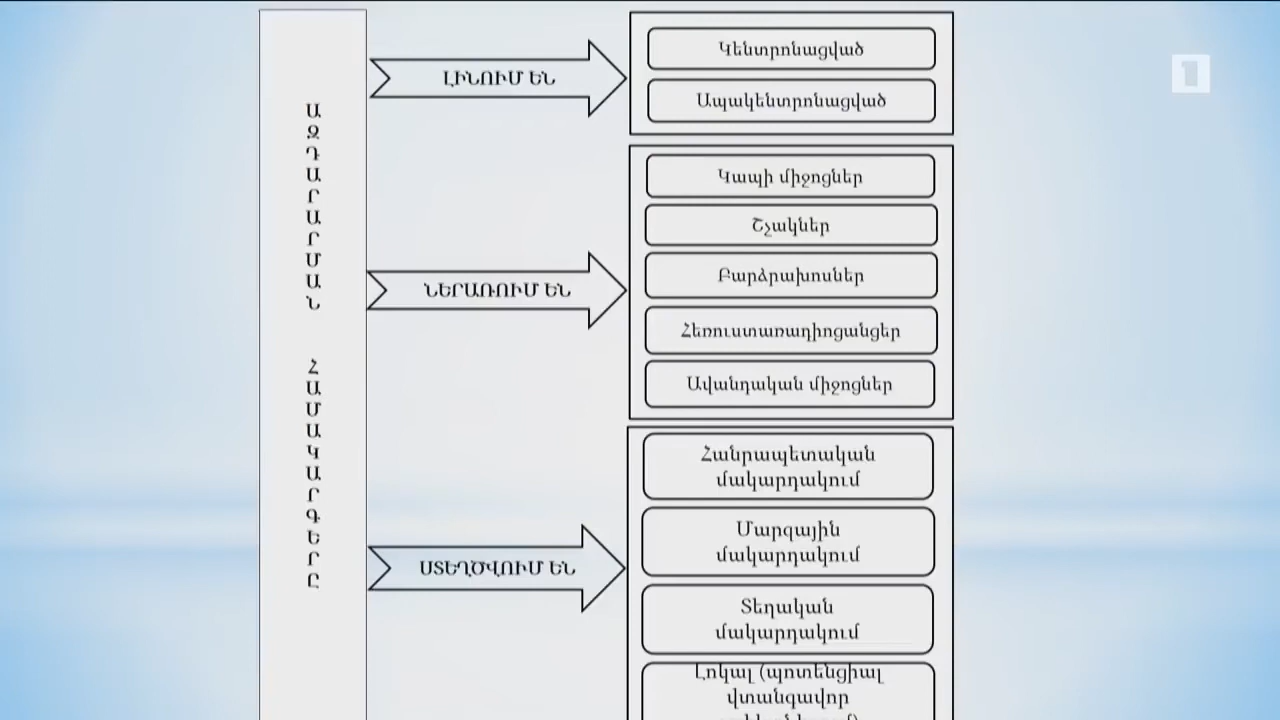 ԱԶԴԱՐԱՐՄԱՆ ՀԱՄԱԿԱՐԳԵՐԸ
ԼԻՆՈՒՄ ԵՆ
Կենտրոնացված
Ապակենտրոնացված
ՆԵՐԱՌՈՒՄ ԵՆ
Կապի միջոցներ
Շչակներ
Բարձրախոսներ
Հեռուստառադիոցանցեր
Ավանդական միջոցներ
ՍՏԵՂԾՎՈՒՄ ԵՆ
Հանրապետական
մակարդակում
Մարզային
մակարդակում
Տեղական
մակարդակում
Լոկալ (պոտենցիալ
վտանգավոր
1